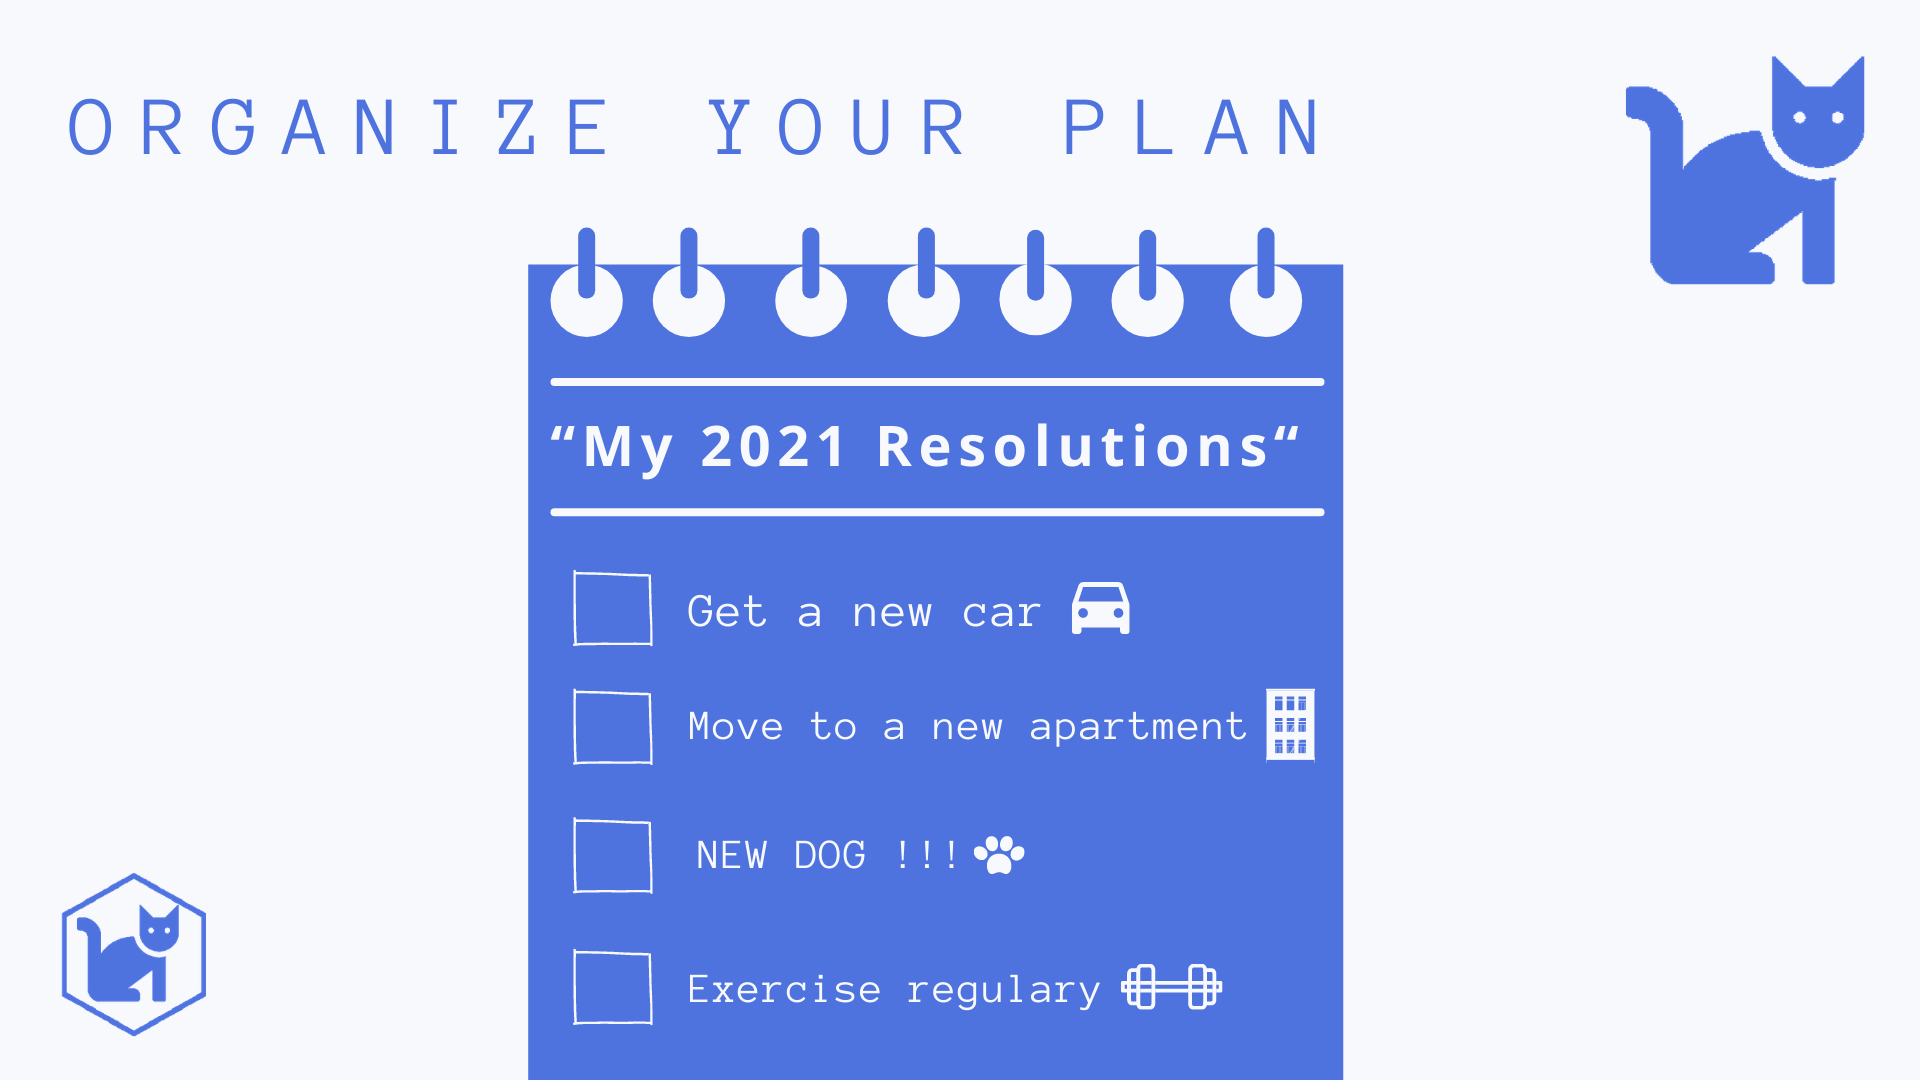 ORGANIZE YOUR PLAN
“My 2021 Resolutions“
Get a new car
Move to a new apartment
NEW DOG !!!
Exercise regulary